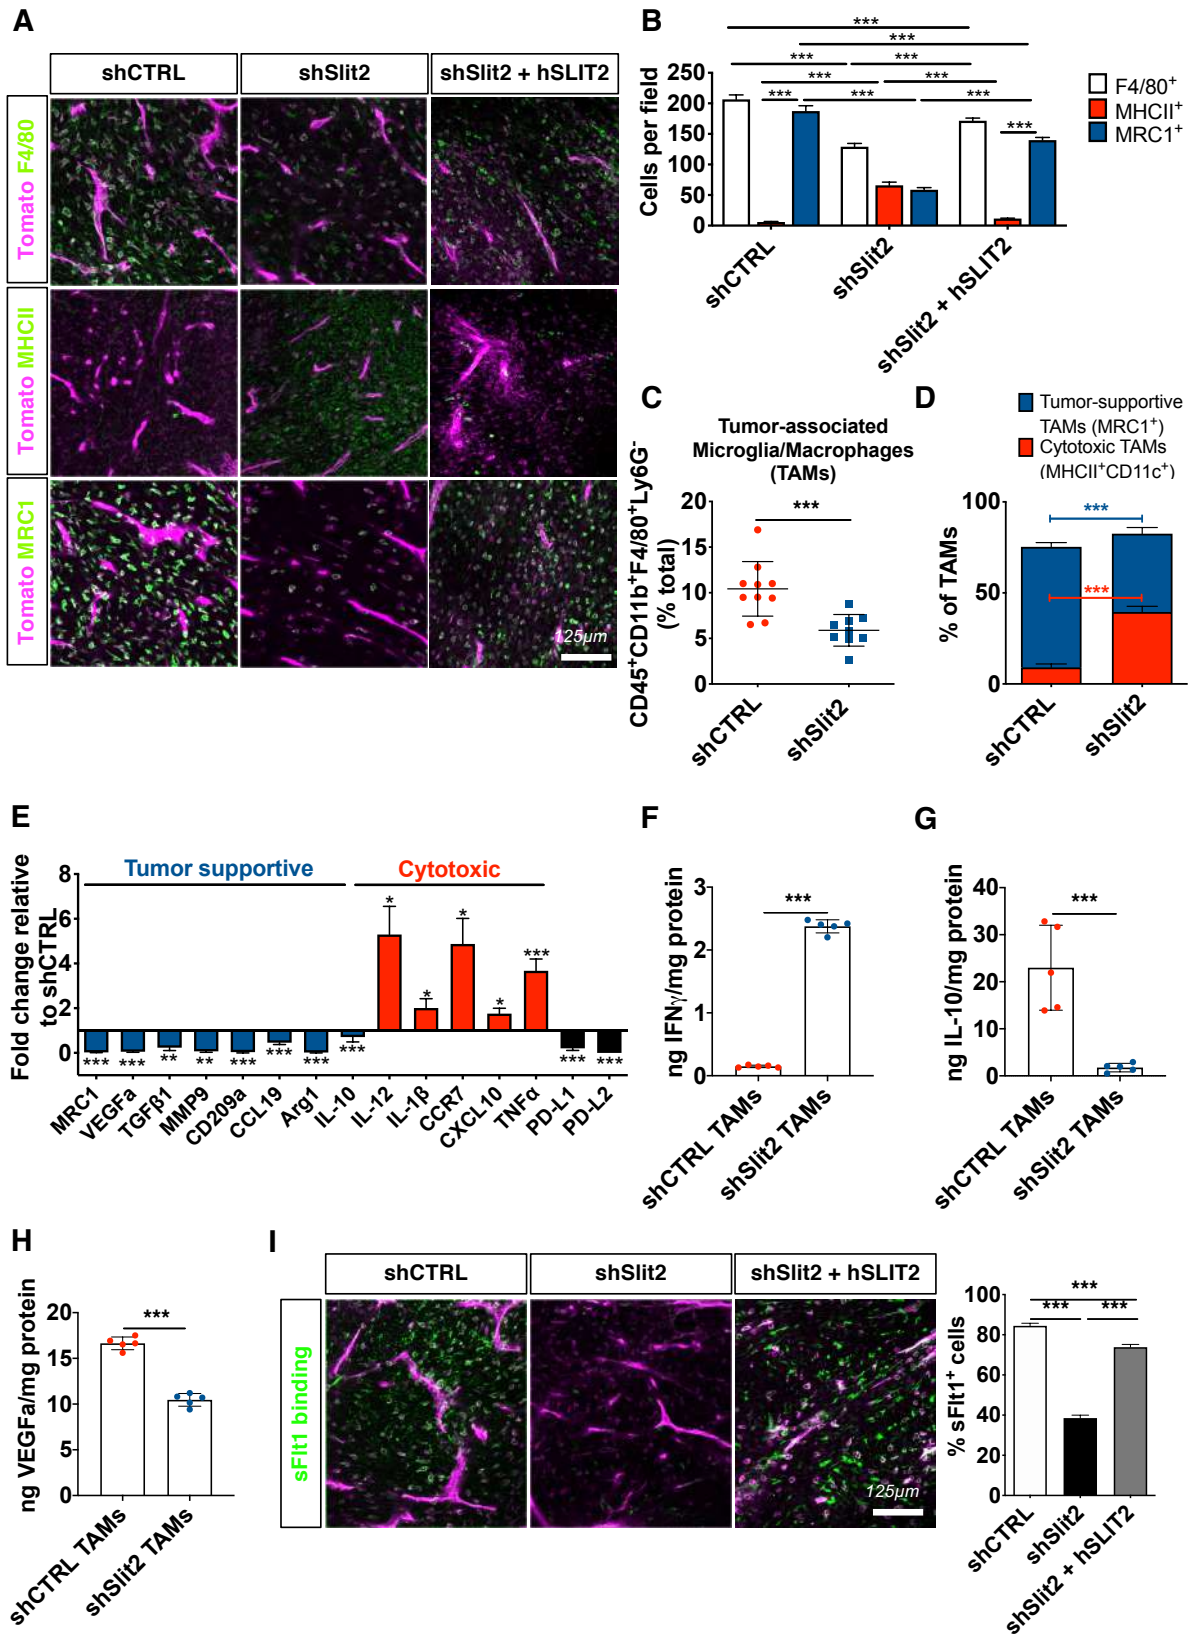 A
shCTRL
shSlit2
shSlit2 + hSLIT2
Tomato F4/80
Tomato MHCII
Tomato MRC1
125µm
B
***
***
*** ***
*** ***
*** *** ***
***
Cells per field
250
200
150
100
50
0
shCTRL
shSlit2
shSlit2 + hSLIT2
F4/80⁺
MHCII⁺
MRC1⁺
C
Tumor-associated
Microglia/Macrophages
(TAMs)
CD45⁺CD11b⁺F4/80⁺Ly6G⁻
(% total)
20
15
10
5
0
***
shCTRL
shSlit2
D
Tumor-supportive
TAMs (MRC1⁺)
Cytotoxic TAMs
(MHCII⁺CD11c⁺)
% of TAMs
100
50
0
***
***
shCTRL
shSlit2
E
Fold change relative
to shCTRL
8
6
4
2
0
Tumor supportive
Cytotoxic
*** *** ** ** *** *** *** *** * * * * *** *** ***
MRC1
VEGFa
TGFβ1
MMP9
CD209a
CCL19
Arg1
IL-10
IL-12
IL-1β
CCR7
CXCL10
TNFα
PD-L1
PD-L2
F
ng IFNγ/mg protein
3
2
1
0
***
shCTRL TAMs
shSlit2 TAMs
G
ng IL-10/mg protein
40
30
20
10
0
***
shCTRL TAMs
shSlit2 TAMs
H
ng VEGFa/mg protein
20
15
10
5
0
***
shCTRL TAMs
shSlit2 TAMs
I
shCTRL
shSlit2
shSlit2 + hSLIT2
sFlt1 binding
125µm
% sFlt1⁺ cells
100
80
60
40
20
0
***
*** ***
shCTRL
shSlit2
shSlit2 + hSLIT2